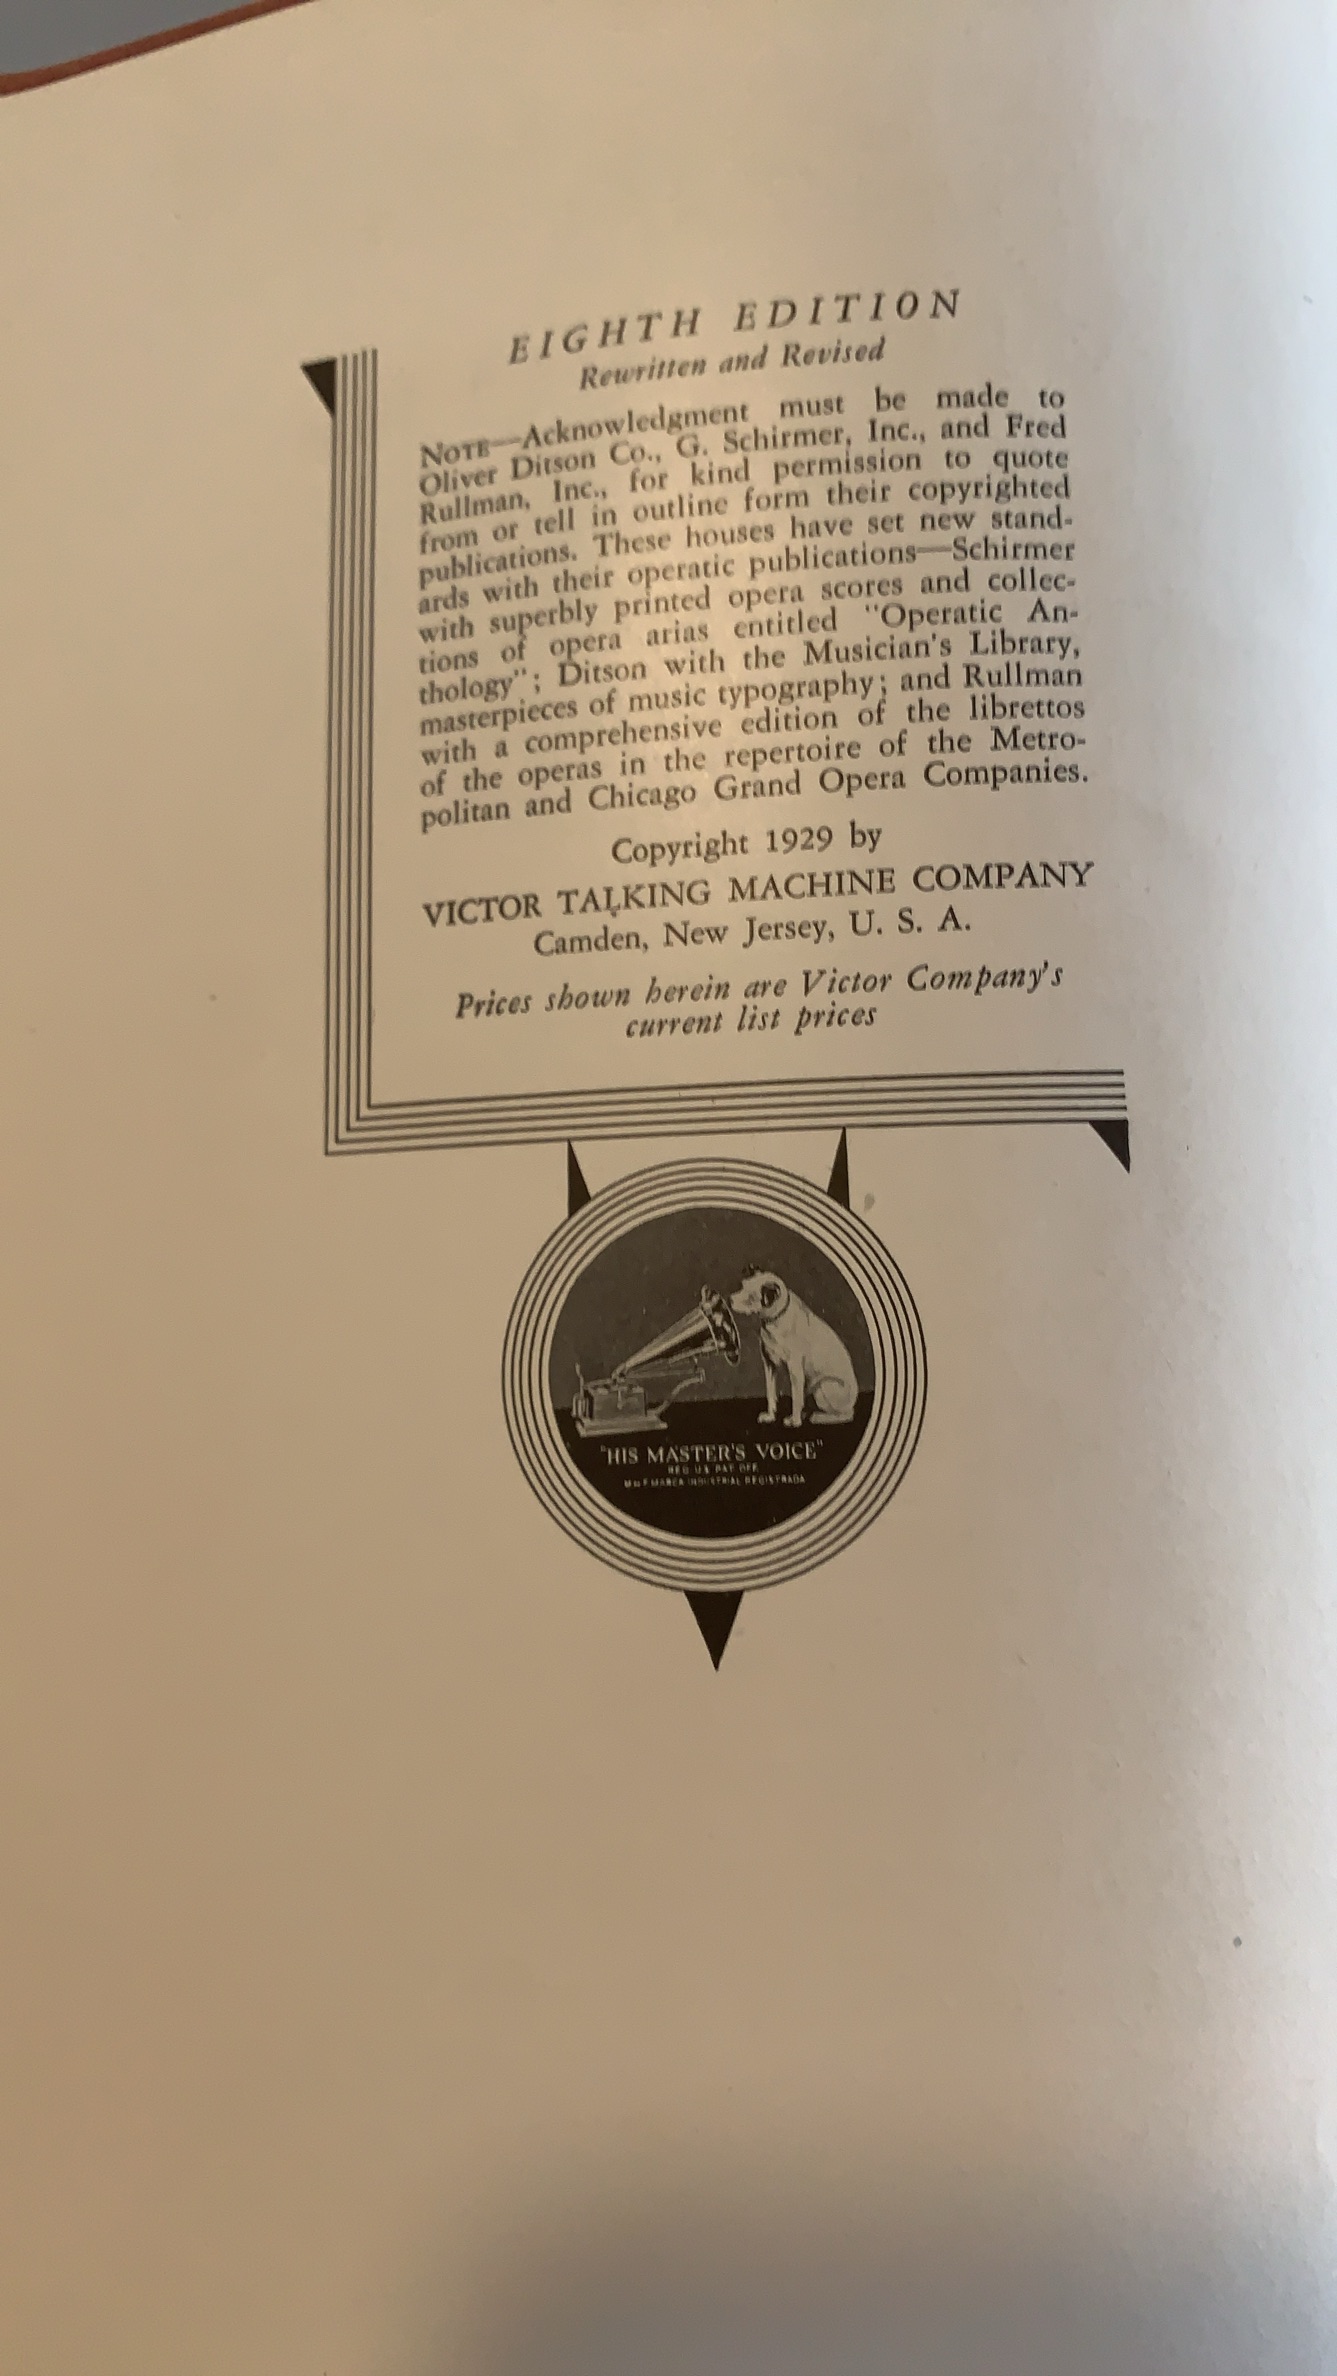 EIGHTH EDITION
Rewritten and Revised
NOTE—Acknowledgment must be made to
Oliver Ditson Co., G. Schirmer, Inc., and Fred
Rullman, Inc., for kind permission to quote
from or tell in outline form their copyrighted
publications. These houses have set new stand-
ards with their operatic publications—Schirmer
with superbly printed opera scores and collec-
tions of opera arias entitled "Operatic An-
thology"; Ditson with the Musician's Library,
masterpieces of music typography; and Rullman
with a comprehensive edition of the librettos
of the operas in the repertoire of the Metro-
politan and Chicago Grand Opera Companies.
Copyright 1929 by
VICTOR TALKING MACHINE COMPANY
Camden, New Jersey, U. S. A.
Prices shown herein are Victor Company's
current list prices
"HIS MASTER'S VOICE"
REG. U.S. PAT. OFF.
MARCA INDUSTRIAL REGISTRADA